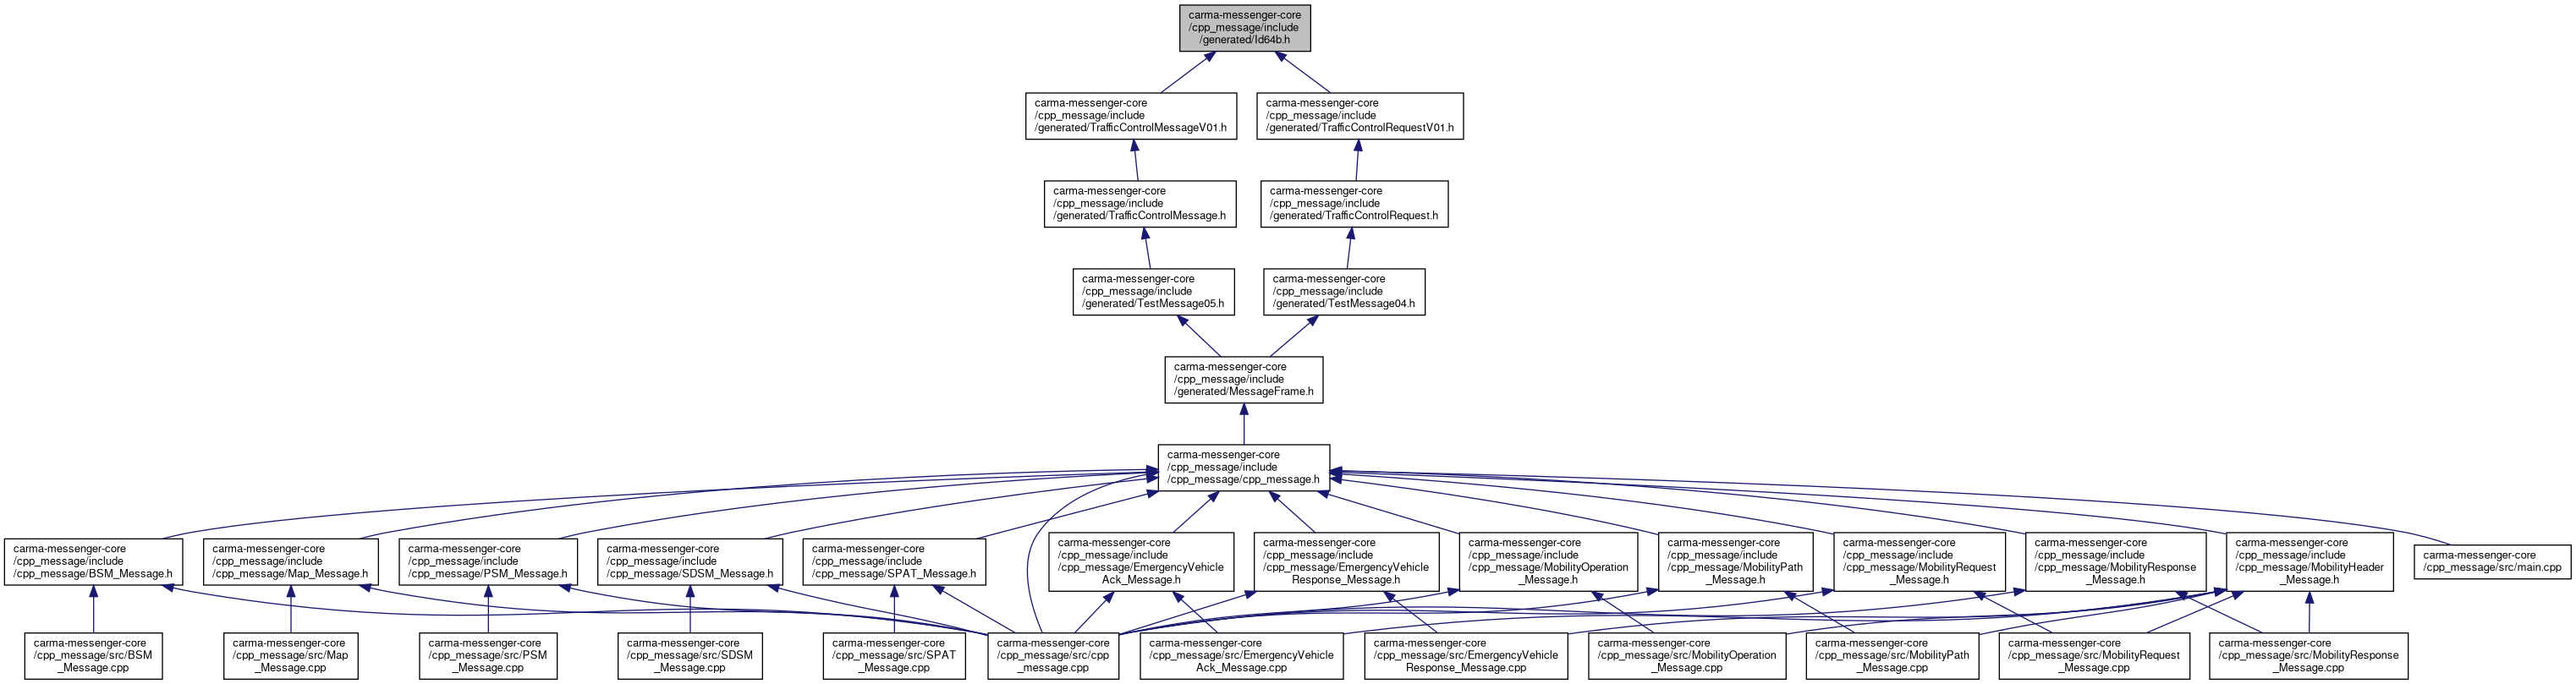 carma-messenger-core
/cpp_message/include
/generated/Id64b.h
carma-messenger-core
/cpp_message/include
/generated/TrafficControlMessageV01.h
carma-messenger-core
/cpp_message/include
/generated/TrafficControlRequestV01.h
carma-messenger-core
/cpp_message/include
/generated/TrafficControlMessage.h
carma-messenger-core
/cpp_message/include
/generated/TrafficControlRequest.h
carma-messenger-core
/cpp_message/include
/generated/TestMessage05.h
carma-messenger-core
/cpp_message/include
/generated/TestMessage04.h
carma-messenger-core
/cpp_message/include
/generated/MessageFrame.h
carma-messenger-core
/cpp_message/include
/cpp_message/cpp_message.h
carma-messenger-core
/cpp_message/include
/cpp_message/BSM_Message.h
carma-messenger-core
/cpp_message/include
/cpp_message/Map_Message.h
carma-messenger-core
/cpp_message/include
/cpp_message/PSM_Message.h
carma-messenger-core
/cpp_message/include
/cpp_message/SDSM_Message.h
carma-messenger-core
/cpp_message/include
/cpp_message/SPAT_Message.h
carma-messenger-core
/cpp_message/include
/cpp_message/EmergencyVehicle
Ack_Message.h
carma-messenger-core
/cpp_message/include
/cpp_message/EmergencyVehicle
Response_Message.h
carma-messenger-core
/cpp_message/include
/cpp_message/MobilityOperation
_Message.h
carma-messenger-core
/cpp_message/include
/cpp_message/MobilityPath
_Message.h
carma-messenger-core
/cpp_message/include
/cpp_message/MobilityRequest
_Message.h
carma-messenger-core
/cpp_message/include
/cpp_message/MobilityResponse
_Message.h
carma-messenger-core
/cpp_message/include
/cpp_message/MobilityHeader
_Message.h
carma-messenger-core
/cpp_message/src/main.cpp
carma-messenger-core
/cpp_message/src/BSM
_Message.cpp
carma-messenger-core
/cpp_message/src/Map
_Message.cpp
carma-messenger-core
/cpp_message/src/PSM
_Message.cpp
carma-messenger-core
/cpp_message/src/SDSM
_Message.cpp
carma-messenger-core
/cpp_message/src/SPAT
_Message.cpp
carma-messenger-core
/cpp_message/src/cpp
_message.cpp
carma-messenger-core
/cpp_message/src/EmergencyVehicle
Ack_Message.cpp
carma-messenger-core
/cpp_message/src/EmergencyVehicle
Response_Message.cpp
carma-messenger-core
/cpp_message/src/MobilityOperation
_Message.cpp
carma-messenger-core
/cpp_message/src/MobilityPath
_Message.cpp
carma-messenger-core
/cpp_message/src/MobilityRequest
_Message.cpp
carma-messenger-core
/cpp_message/src/MobilityResponse
_Message.cpp